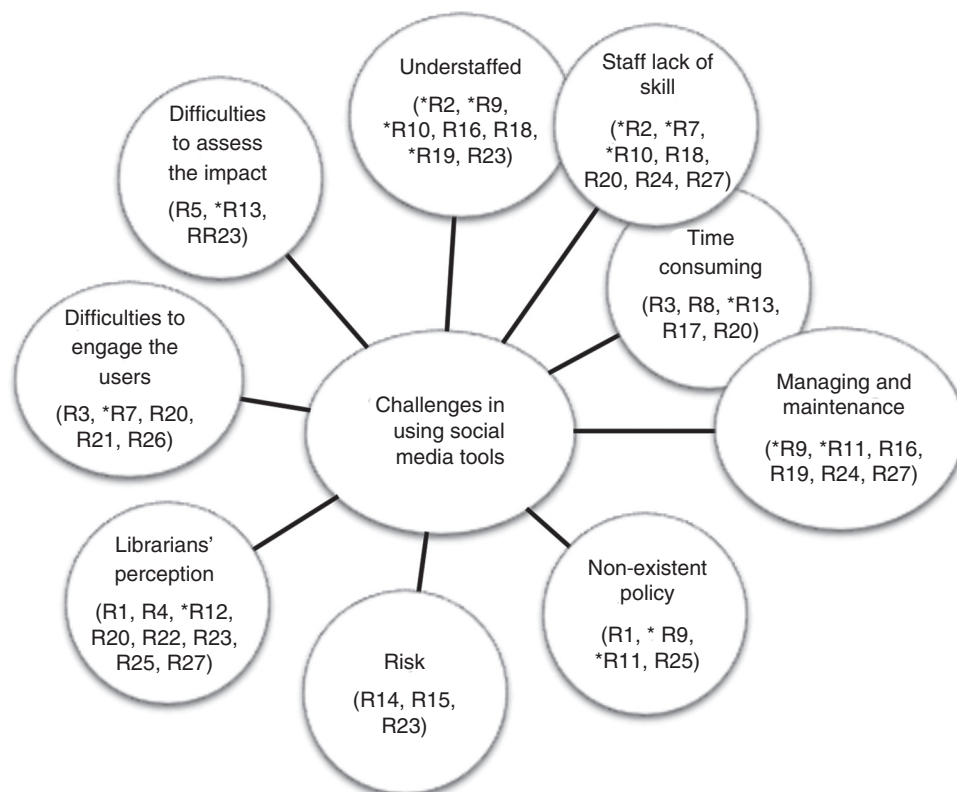 Understaffed
(*R2, *R9,
*R10, R16, R18,
*R19, R23)
Staff lack of
skill
(*R2, *R7,
*R10, R18,
R20, R24, R27)
Difficulties
to assess
the impact
(R5, *R13,
RR23)
Time
consuming
(R3, R8, *R13,
R17, R20)
Difficulties to
engage the
users
(R3, *R7, R20,
R21, R26)
Challenges in
using social
media tools
Managing and
maintenance
(*R9, *R11, R16,
R19, R24, R27)
Librarians’
perception
(R1, R4, *R12,
R20, R22, R23,
R25, R27)
Risk
(R14, R15,
R23)
Non-existent
policy
(R1, * R9,
*R11, R25)